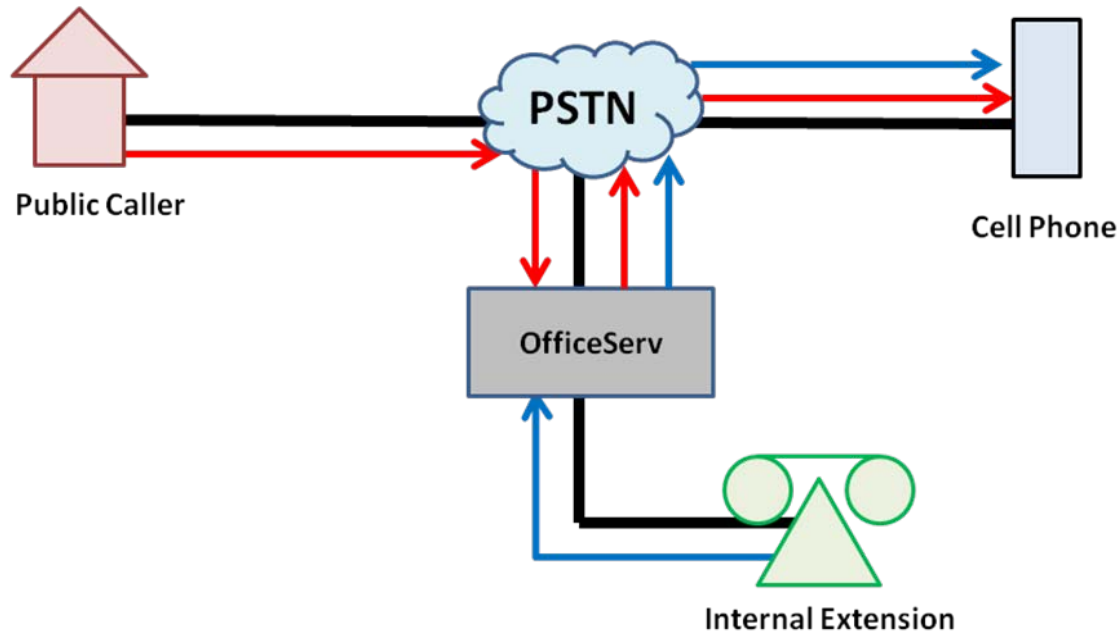 PSTN
Public Caller
Cell Phone
OfficeServ
Internal Extension